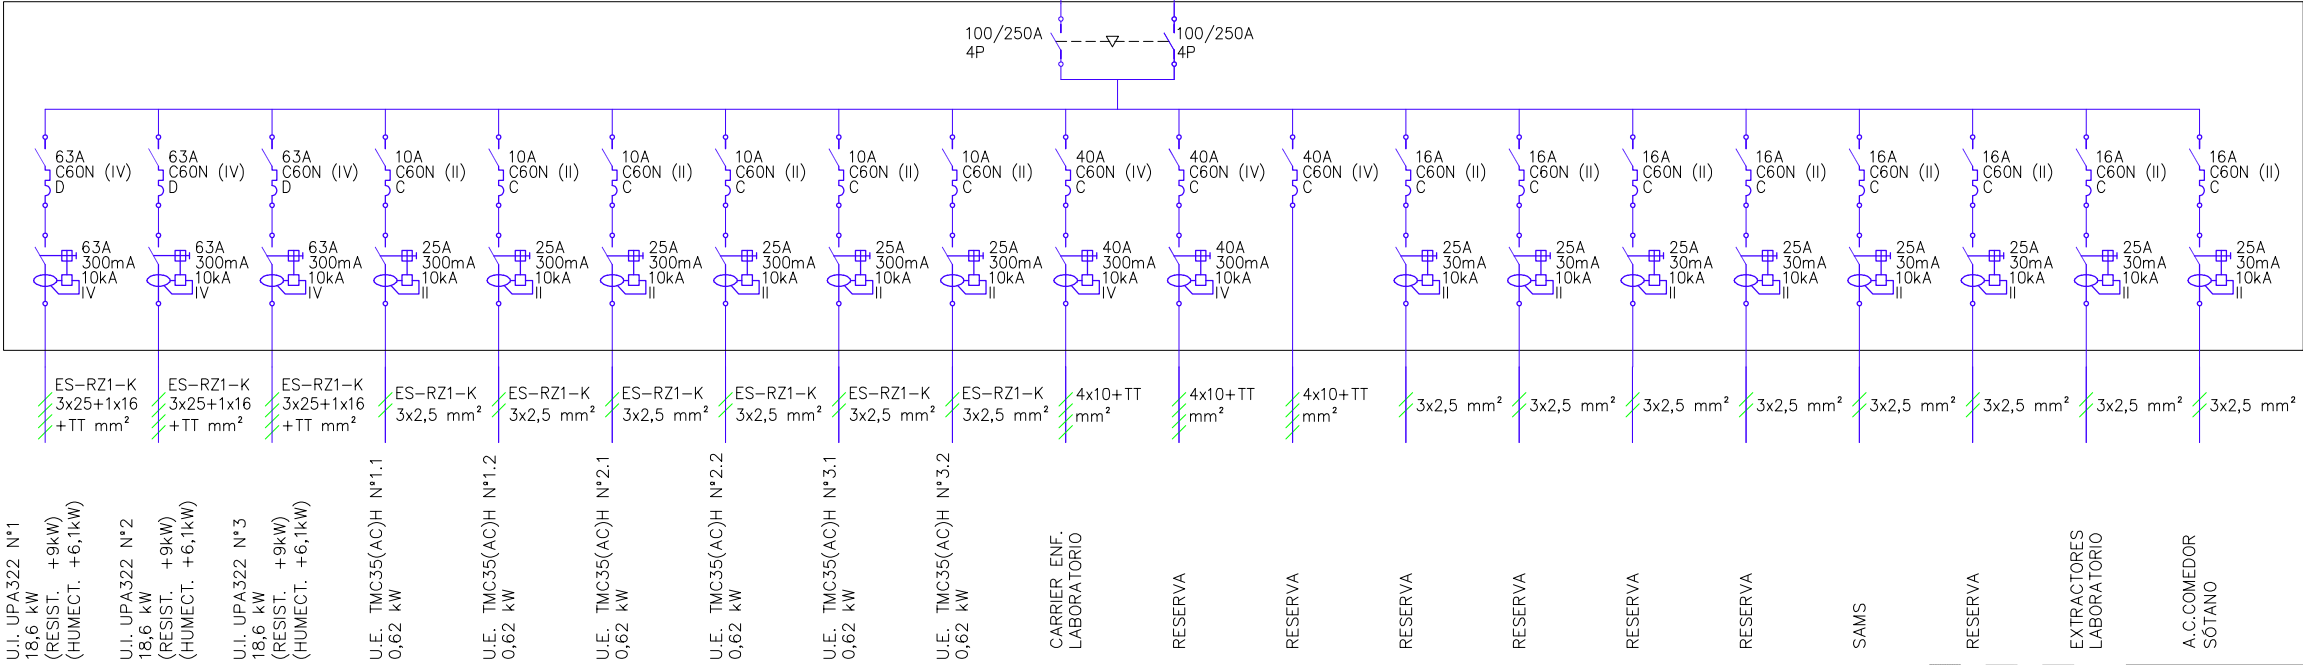 100/250A
4P
100/250A
4P
63A
C60N (IV)
D
63A
C60N (IV)
D
63A
C60N (IV)
D
10A
C60N (II)
C
10A
C60N (II)
C
10A
C60N (II)
C
10A
C60N (II)
C
10A
C60N (II)
C
10A
C60N (II)
C
40A
C60N (IV)
C
40A
C60N (IV)
C
40A
C60N (IV)
C
16A
C60N (II)
C
16A
C60N (II)
C
16A
C60N (II)
C
16A
C60N (II)
C
16A
C60N (II)
C
16A
C60N (II)
C
16A
C60N (II)
C
16A
C60N (II)
C
63A
300mA
10kA
IV
63A
300mA
10kA
IV
63A
300mA
10kA
IV
25A
300mA
10kA
II
25A
300mA
10kA
II
25A
300mA
10kA
II
25A
300mA
10kA
II
25A
300mA
10kA
II
25A
300mA
10kA
II
40A
300mA
10kA
IV
40A
300mA
10kA
IV
25A
30mA
10kA
II
25A
30mA
10kA
II
25A
30mA
10kA
II
25A
30mA
10kA
II
25A
30mA
10kA
II
25A
30mA
10kA
II
25A
30mA
10kA
II
25A
30mA
10kA
II
ES-RZ1-K
3x25+1x16
+TT mm²
ES-RZ1-K
3x25+1x16
+TT mm²
ES-RZ1-K
3x25+1x16
+TT mm²
ES-RZ1-K
3x2,5 mm²
ES-RZ1-K
3x2,5 mm²
ES-RZ1-K
3x2,5 mm²
ES-RZ1-K
3x2,5 mm²
ES-RZ1-K
3x2,5 mm²
ES-RZ1-K
3x2,5 mm²
4x10+TT
mm²
4x10+TT
mm²
4x10+TT
mm²
3x2,5 mm²
3x2,5 mm²
3x2,5 mm²
3x2,5 mm²
3x2,5 mm²
3x2,5 mm²
3x2,5 mm²
3x2,5 mm²
U.I. UPA322 Nº1
18,6 kW
(RESIST. +9kW)
(HUMECT. +6,1kW)
U.I. UPA322 Nº2
18,6 kW
(RESIST. +9kW)
(HUMECT. +6,1kW)
U.I. UPA322 Nº3
18,6 kW
(RESIST. +9kW)
(HUMECT. +6,1kW)
U.E. TMC35(AC)H Nº1.1
0,62 kW
U.E. TMC35(AC)H Nº1.2
0,62 kW
U.E. TMC35(AC)H Nº2.1
0,62 kW
U.E. TMC35(AC)H Nº2.2
0,62 kW
U.E. TMC35(AC)H Nº3.1
0,62 kW
U.E. TMC35(AC)H Nº3.2
0,62 kW
CARRIER ENF.
LABORATORIO
RESERVA
RESERVA
RESERVA
RESERVA
RESERVA
RESERVA
SAMS
RESERVA
EXTRACTORES
LABORATORIO
A.C.COMEDOR
SÓTANO